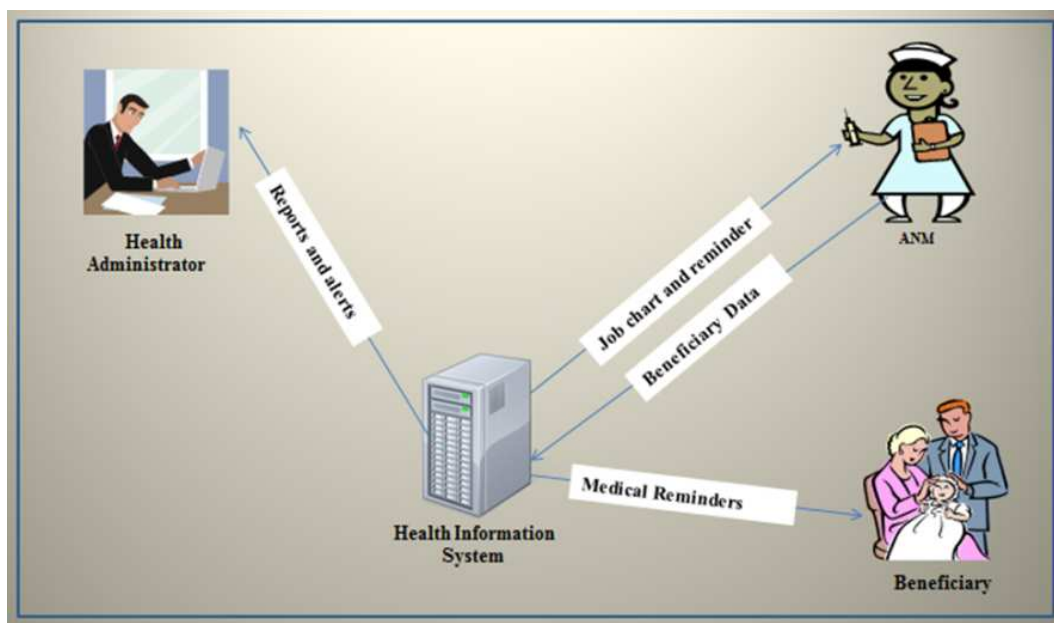 Health
Administrator
Reports and alerts
Job chart and reminder
Beneficiary Data
ANM
Medical Reminders
Health Information
System
Beneficiary